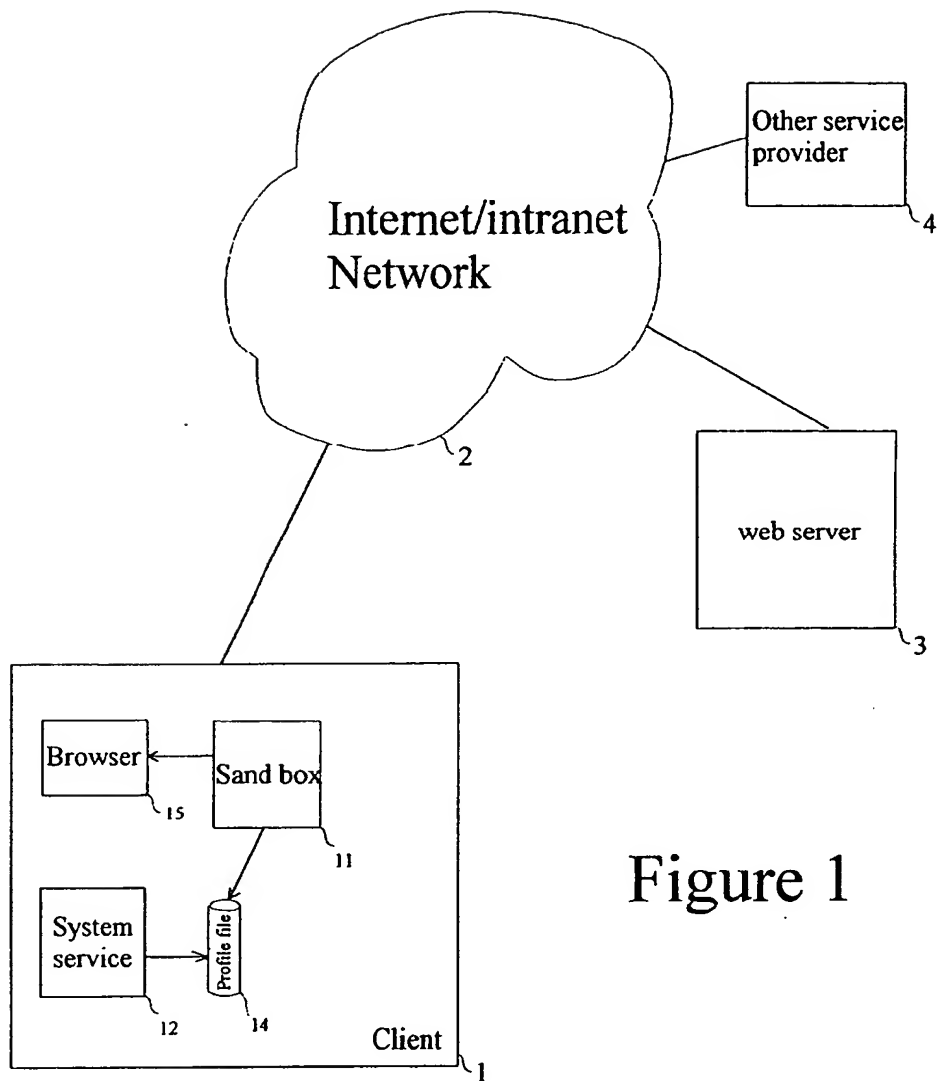 Other service
provider
4
Internet/intranet
Network
2
web server
3
Browser
15
Sand box
11
System
service
12
Profile file
14
Client
1
Figure 1